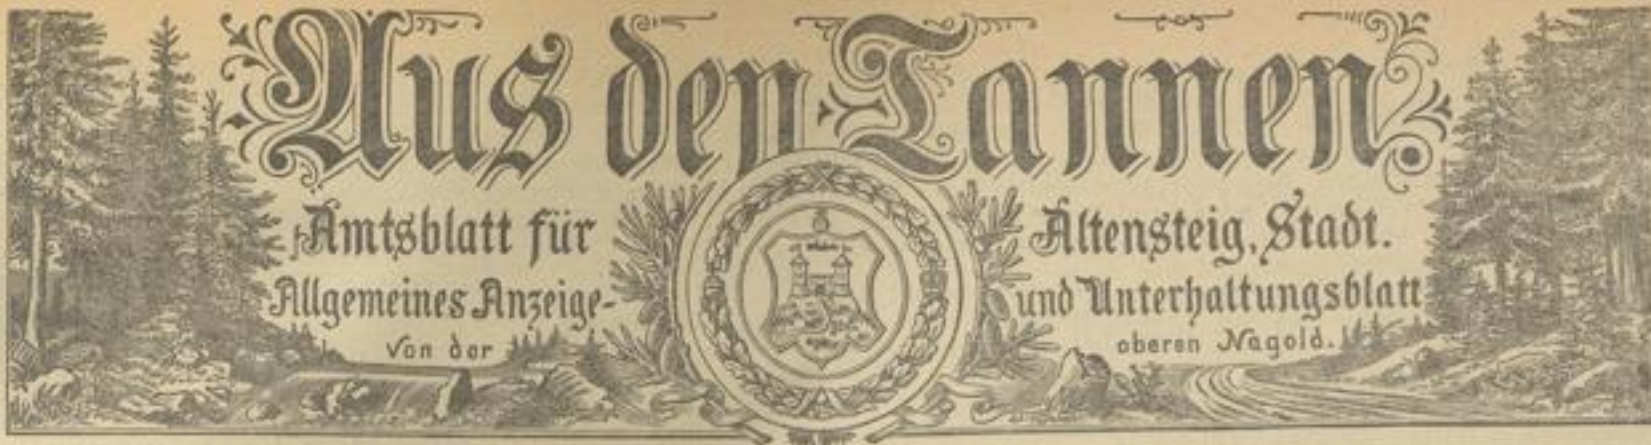 Aus den Tannen
Amtsblatt für Altensteig, Stadt.
Allgemeines Anzeige- und Unterhaltungsblatt
Von der oberen Nagold.